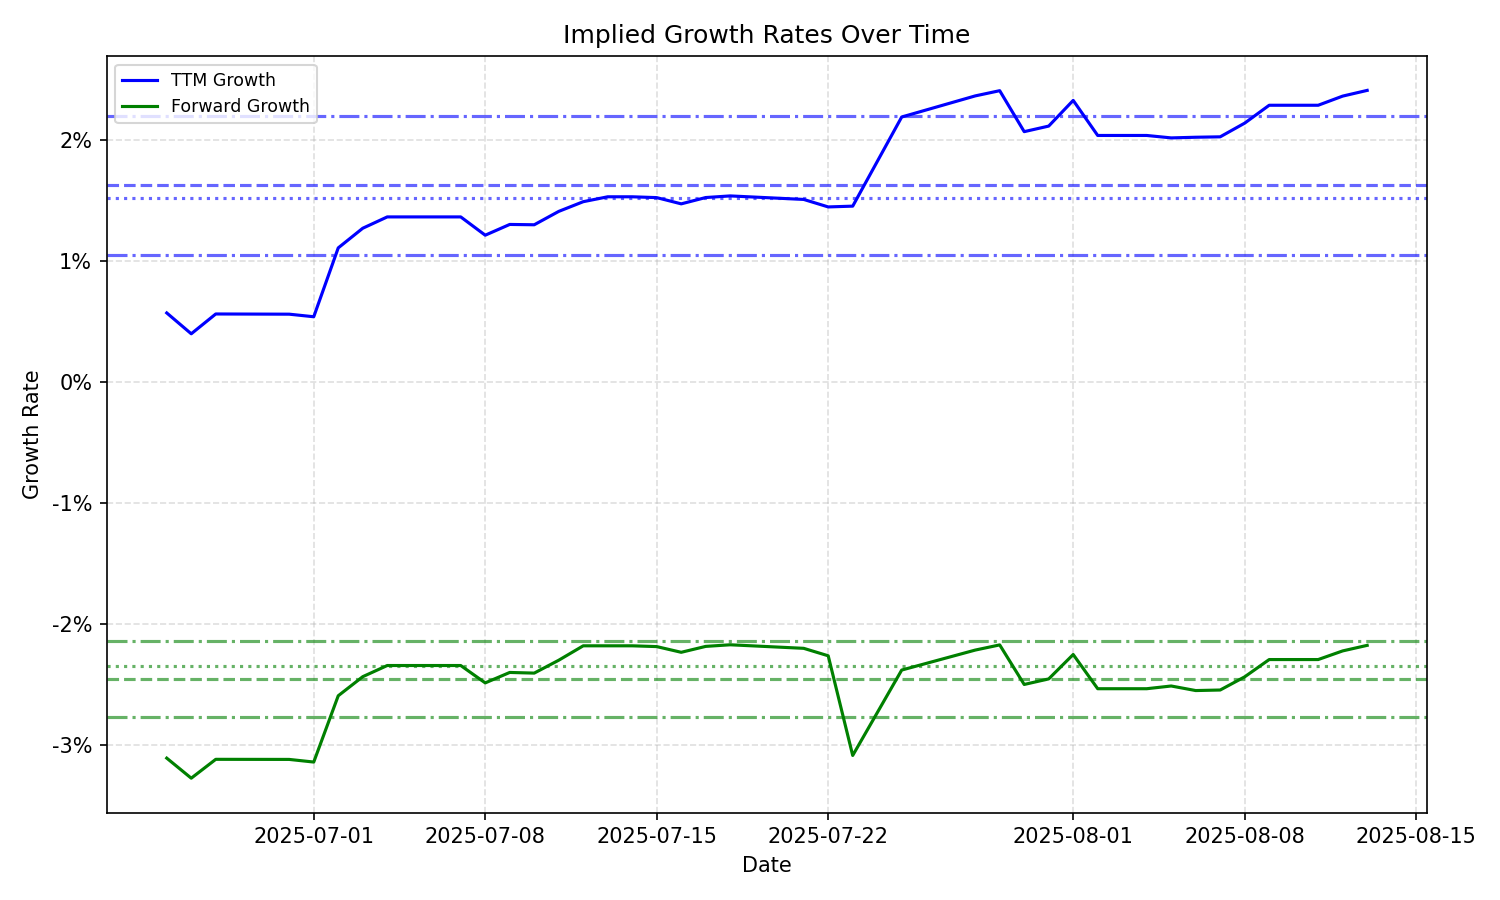 Implied Growth Rates Over Time
TTM Growth
Forward Growth
Growth Rate
2%
1%
0%
-1%
-2%
-3%
2025-07-01 2025-07-08 2025-07-15 2025-07-22 2025-08-01 2025-08-08 2025-08-15
Date